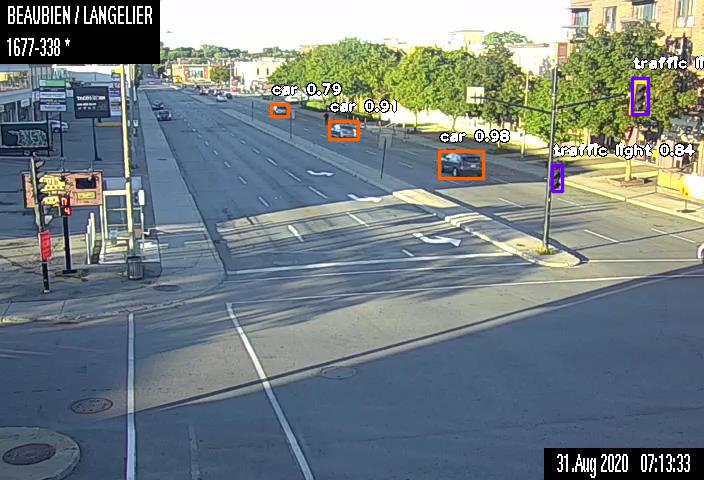 BEAUBIEN / LANGELIER
1677-338 *
car 0.79
car 0.91
car 0.98
traffic li
traffic light 0.84
31.Aug 2020 07:13:33